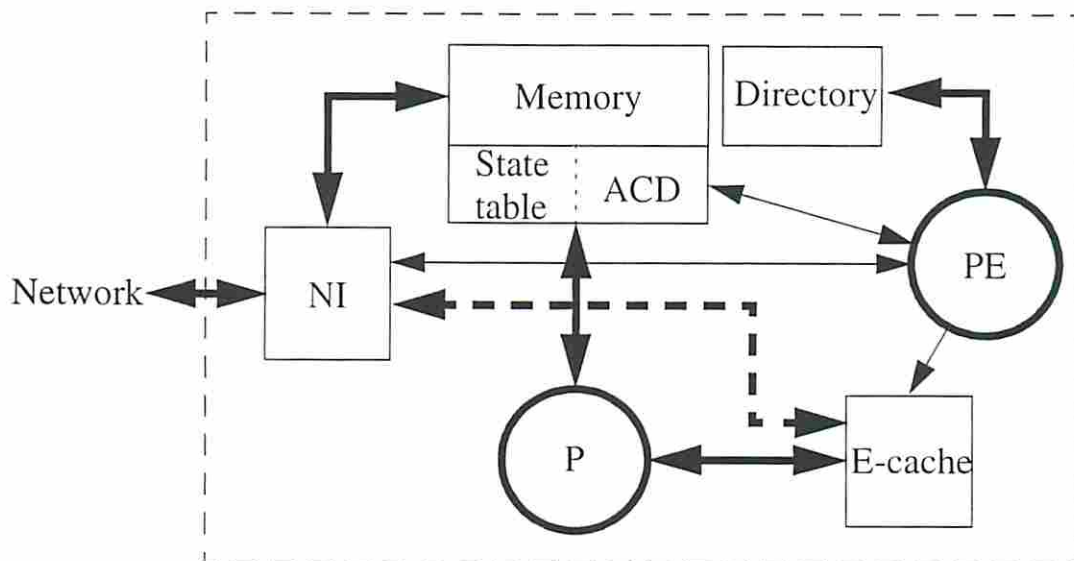 Memory
Directory
State
table
ACD
PE
Network
NI
P
E-cache